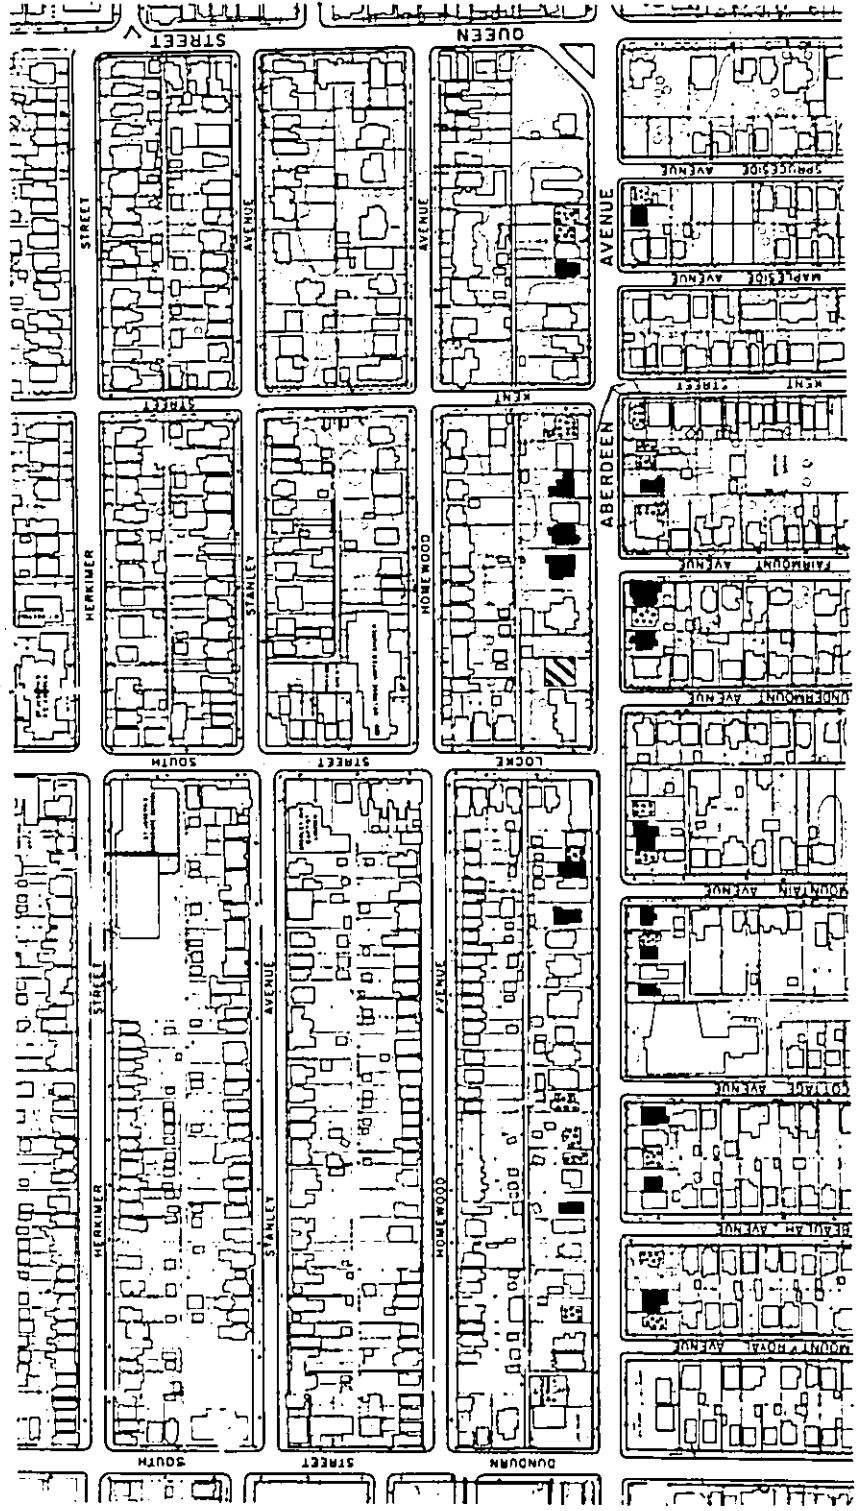 STREET QUEEN
SPRUCESIDE AVENUE
STREET
AVENUE
AVENUE
AVENUE
MAPLESIDE AVENUE
STREET KENT
KENT STREET
ABERDEEN
HERKIMER
STANLEY
HOMEWOOD
FAIRMOUNT AVENUE
UNDERMOUNT AVENUE
SOUTH STREET LOCKE
MOUNTAIN AVENUE
STREET
AVENUE
AVENUE
COTTAGE AVENUE
HERKIMER
STANLEY
HOMEWOOD
BEAULAH AVENUE
MOUNT ROYAL AVENUE
SOUTH STREET DUNDURN